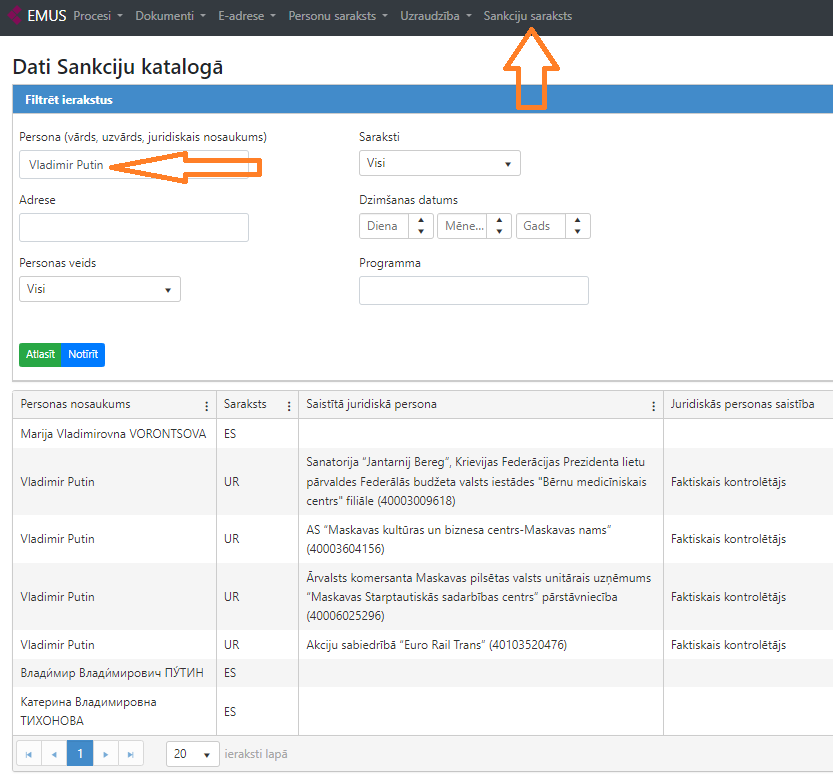 EMUS Procesi Dokumenti E-adrese Personu saraksts Uzraudzība Sankciju saraksts
Dati Sankciju katalogā
Filtrēt ierakstus
Persona (vārds, uzvārds, juridiskais nosaukums) Saraksti
Vladimir Putin Visi
Adrese Dzimšanas datums
Diena Mēne... Gads
Personas veids Programma
Visi
Atlasīt Notīrīt
Personas nosaukums Saraksts Saistītā juridiskā persona Juridiskās personas saistība
Marija Vladimirovna VORONTSOVA ES
Vladimir Putin UR Sanatorija “Jantarnij Bereg”, Krievijas Federācijas Prezidenta lietu
pārvaldes Federālās budžeta valsts iestādes "Bērnu medicīniskais
centrs" filiāle (40003009618) Faktiskais kontrolētājs
Vladimir Putin UR AS “Maskavas kultūras un biznesa centrs-Maskavas nams”
(40003604156) Faktiskais kontrolētājs
Vladimir Putin UR Ārvalsts komersanta Maskavas pilsētas valsts unitārais uzņēmums
“Maskavas Starptautiskās sadarbības centrs” pārstāvniecība
(40006025296) Faktiskais kontrolētājs
Vladimir Putin UR Akciju sabiedrībā “Euro Rail Trans” (40103520476) Faktiskais kontrolētājs
Влади́мир Влади́мирович ПУ́ТИН ES
Катерина Владимировна
ТИХОНОВА ES
1 20 ieraksti lapā